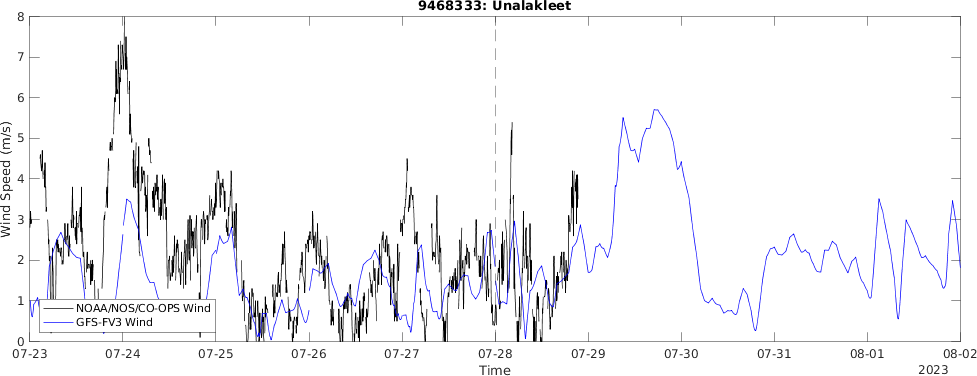 9468333: Unalakleet
8
7
6
5
4
3
2
1
0
Wind Speed (m/s)
NOAA/NOS/CO-OPS Wind
GFS-FV3 Wind
07-23 07-24 07-25 07-26 07-27 07-28 07-29 07-30 07-31 08-01 08-02
Time
2023